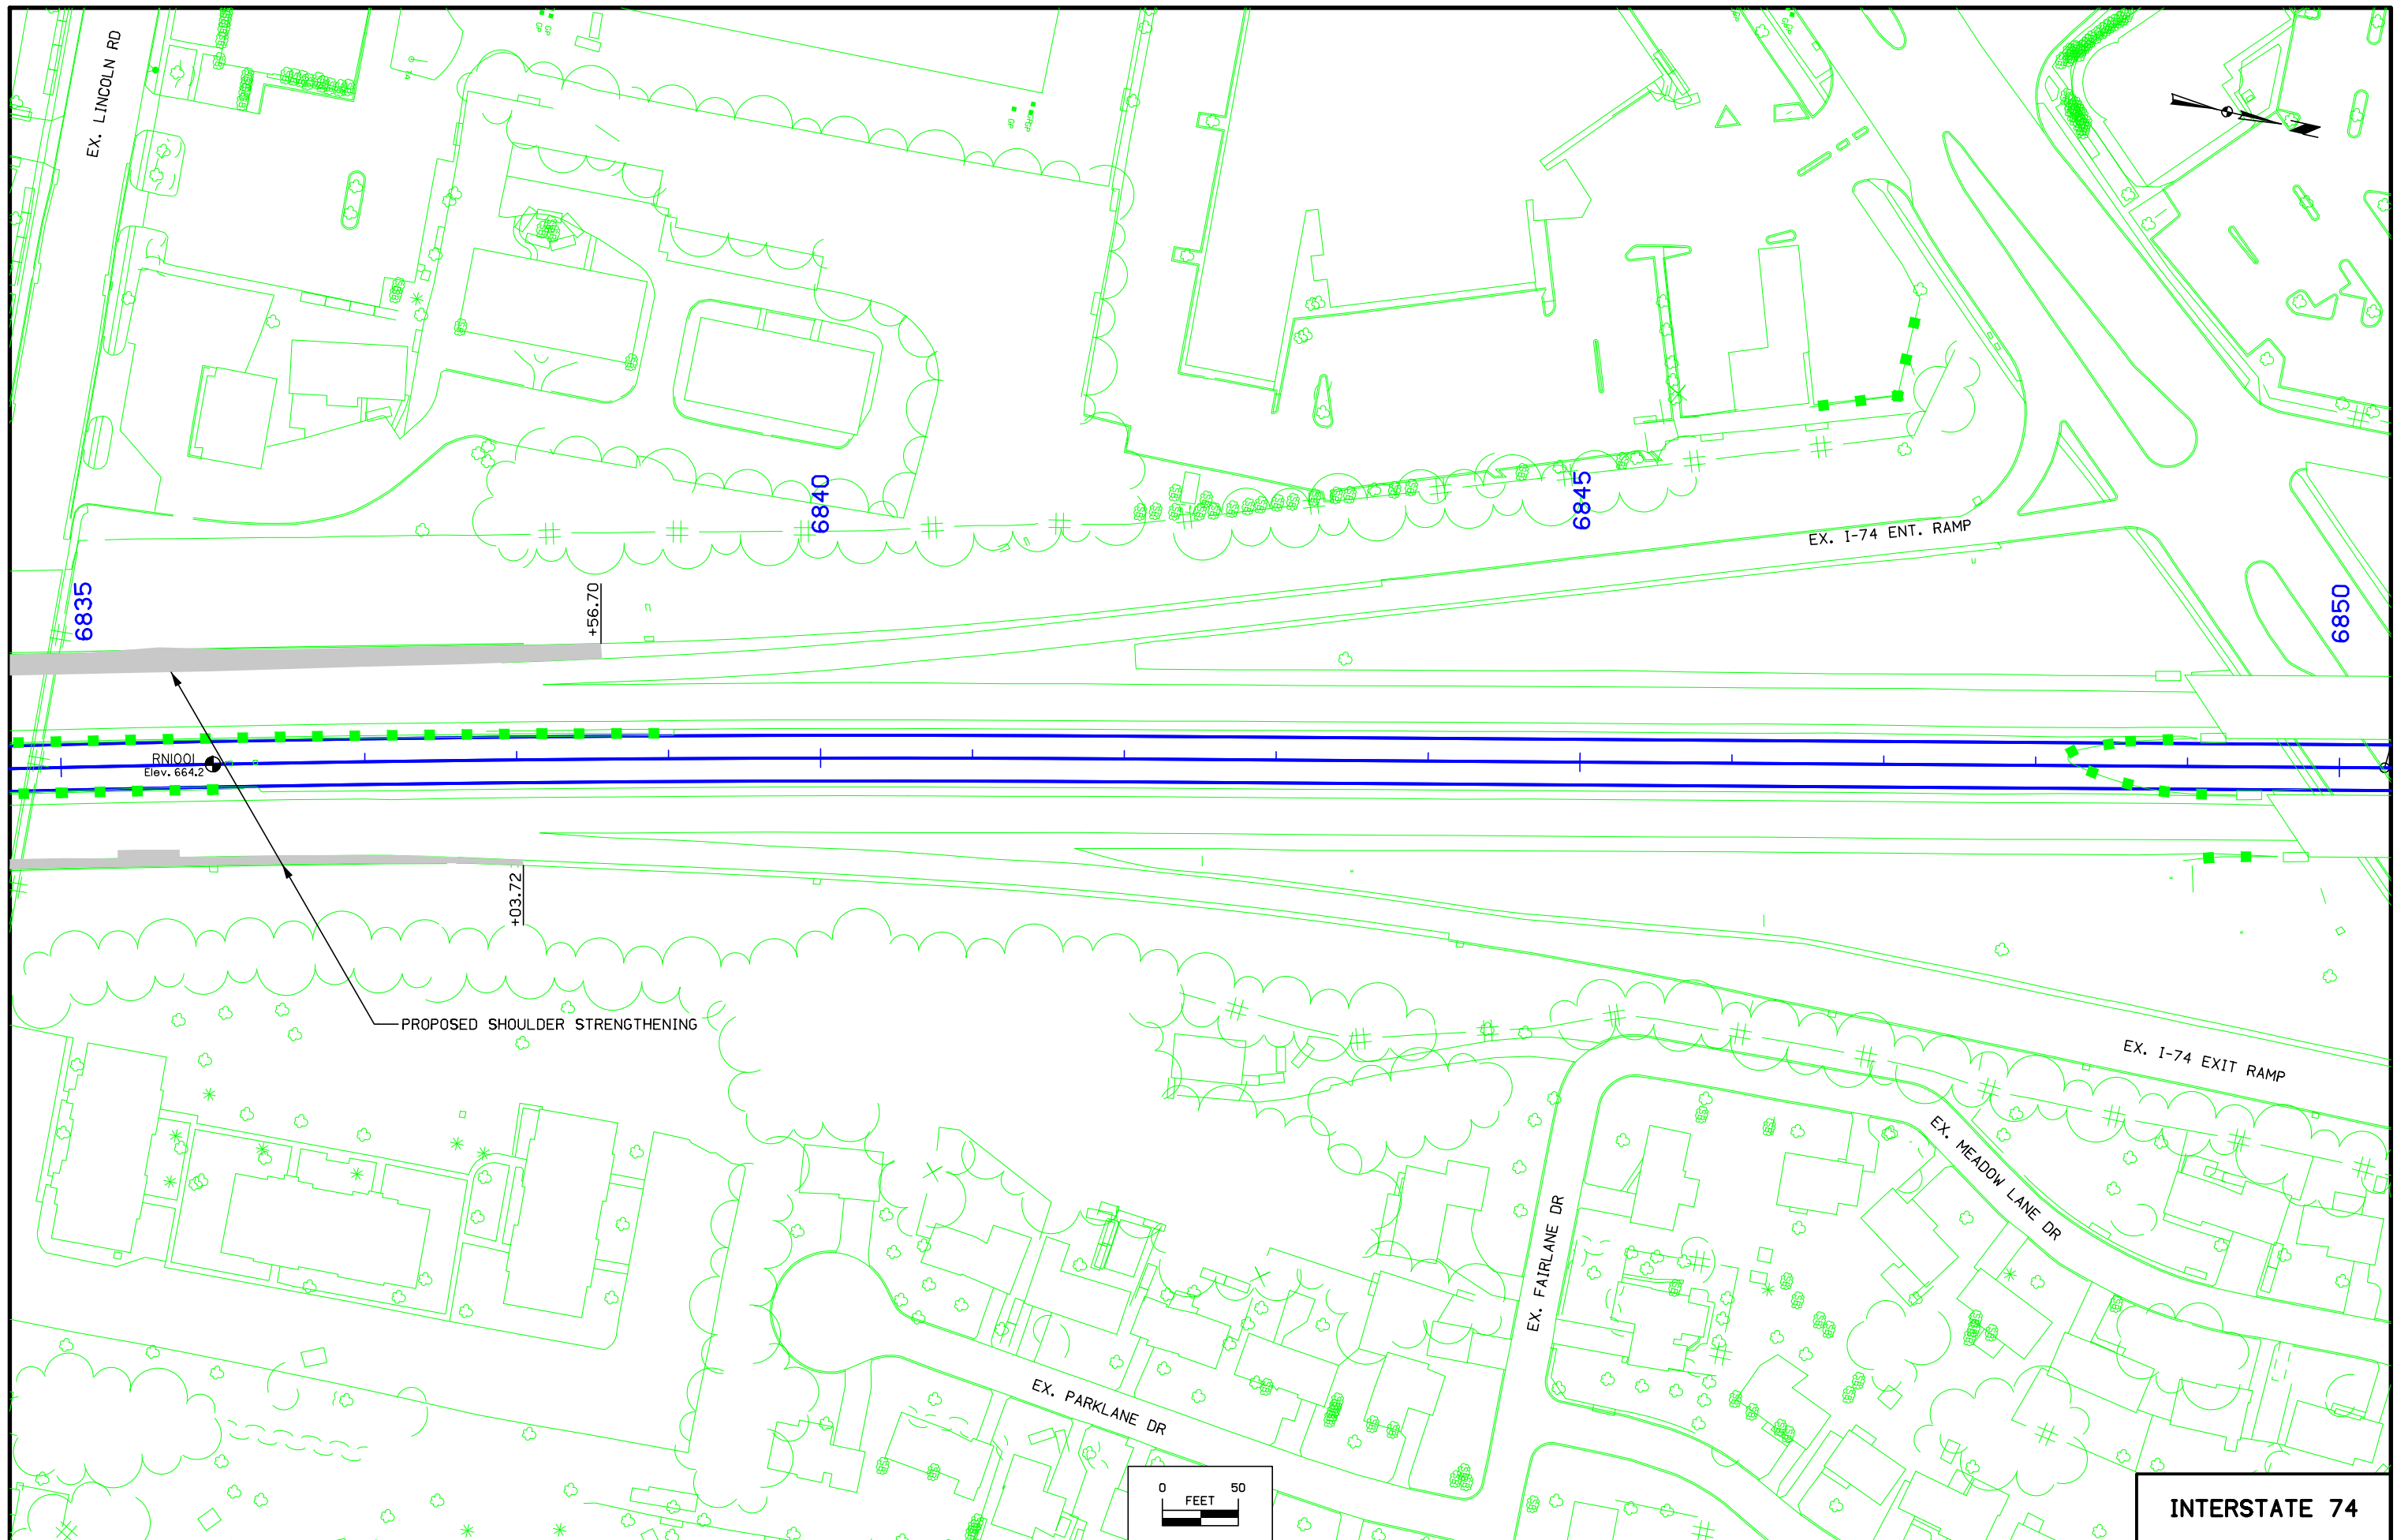 EX. LINCOLN RD
6840
6845
EX. I-74 ENT. RAMP
6835
+56.70
6850
RN1001
Elev. 664.2
+03.72
PROPOSED SHOULDER STRENGTHENING
EX. I-74 EXIT RAMP
EX. MEADOW LANE DR
EX. FAIRLANE DR
EX. PARKLANE DR
0 50
FEET
INTERSTATE 74